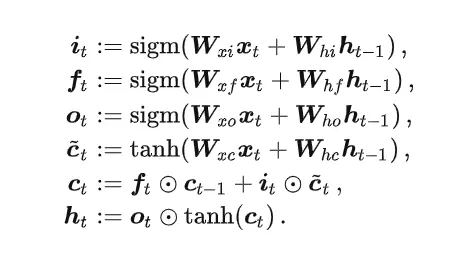 i_t := sigm(W_{xi}x_t + W_{hi}h_{t−1}) ,
f_t := sigm(W_{xf}x_t + W_{hf}h_{t−1}) ,
o_t := sigm(W_{xo}x_t + W_{ho}h_{t−1}) ,
c̃_t := tanh(W_{xc}x_t + W_{hc}h_{t−1}) ,
c_t := f_t ⊙ c_{t−1} + i_t ⊙ c̃_t ,
h_t := o_t ⊙ tanh(c_t) .